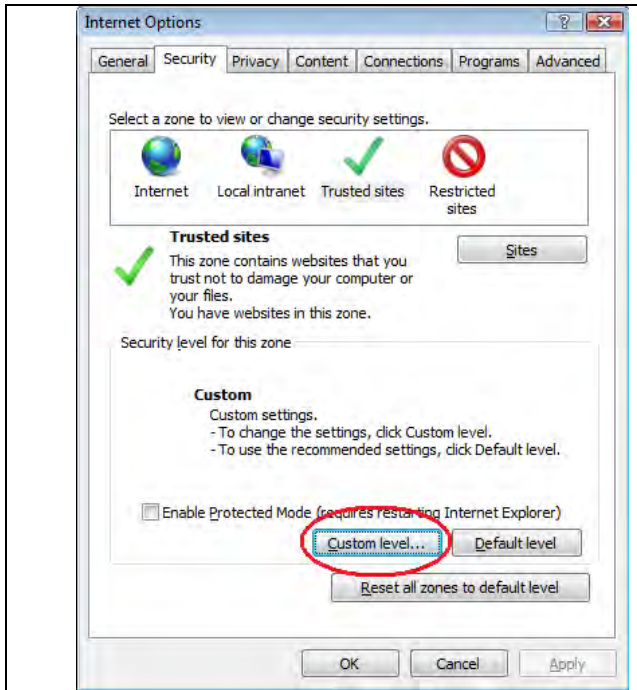 Internet Options
General Security Privacy Content Connections Programs Advanced
Select a zone to view or change security settings.
Internet Local intranet Trusted sites Restricted
sites
Trusted sites
Sites
This zone contains websites that you
trust not to damage your computer or
your files.
You have websites in this zone.
Security level for this zone
Custom
Custom settings.
- To change the settings, click Custom level.
- To use the recommended settings, click Default level.
Enable Protected Mode (requires restarting Internet Explorer)
Custom level... Default level
Reset all zones to default level
OK Cancel Apply